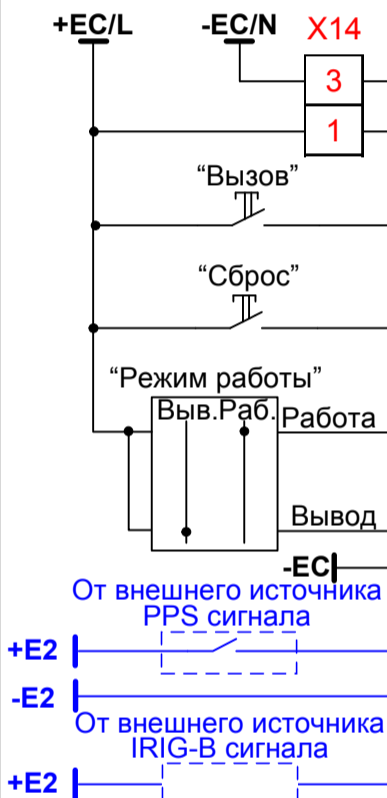 +EC/L -EC/N X14
3
1
“Вызов”
“Сброс”
“Режим работы”
Выв.Раб. Работа
Вывод
-EC
От внешнего источника
PPS сигнала
+E2
-E2
От внешнего источника
IRIG-B сигнала
+E2